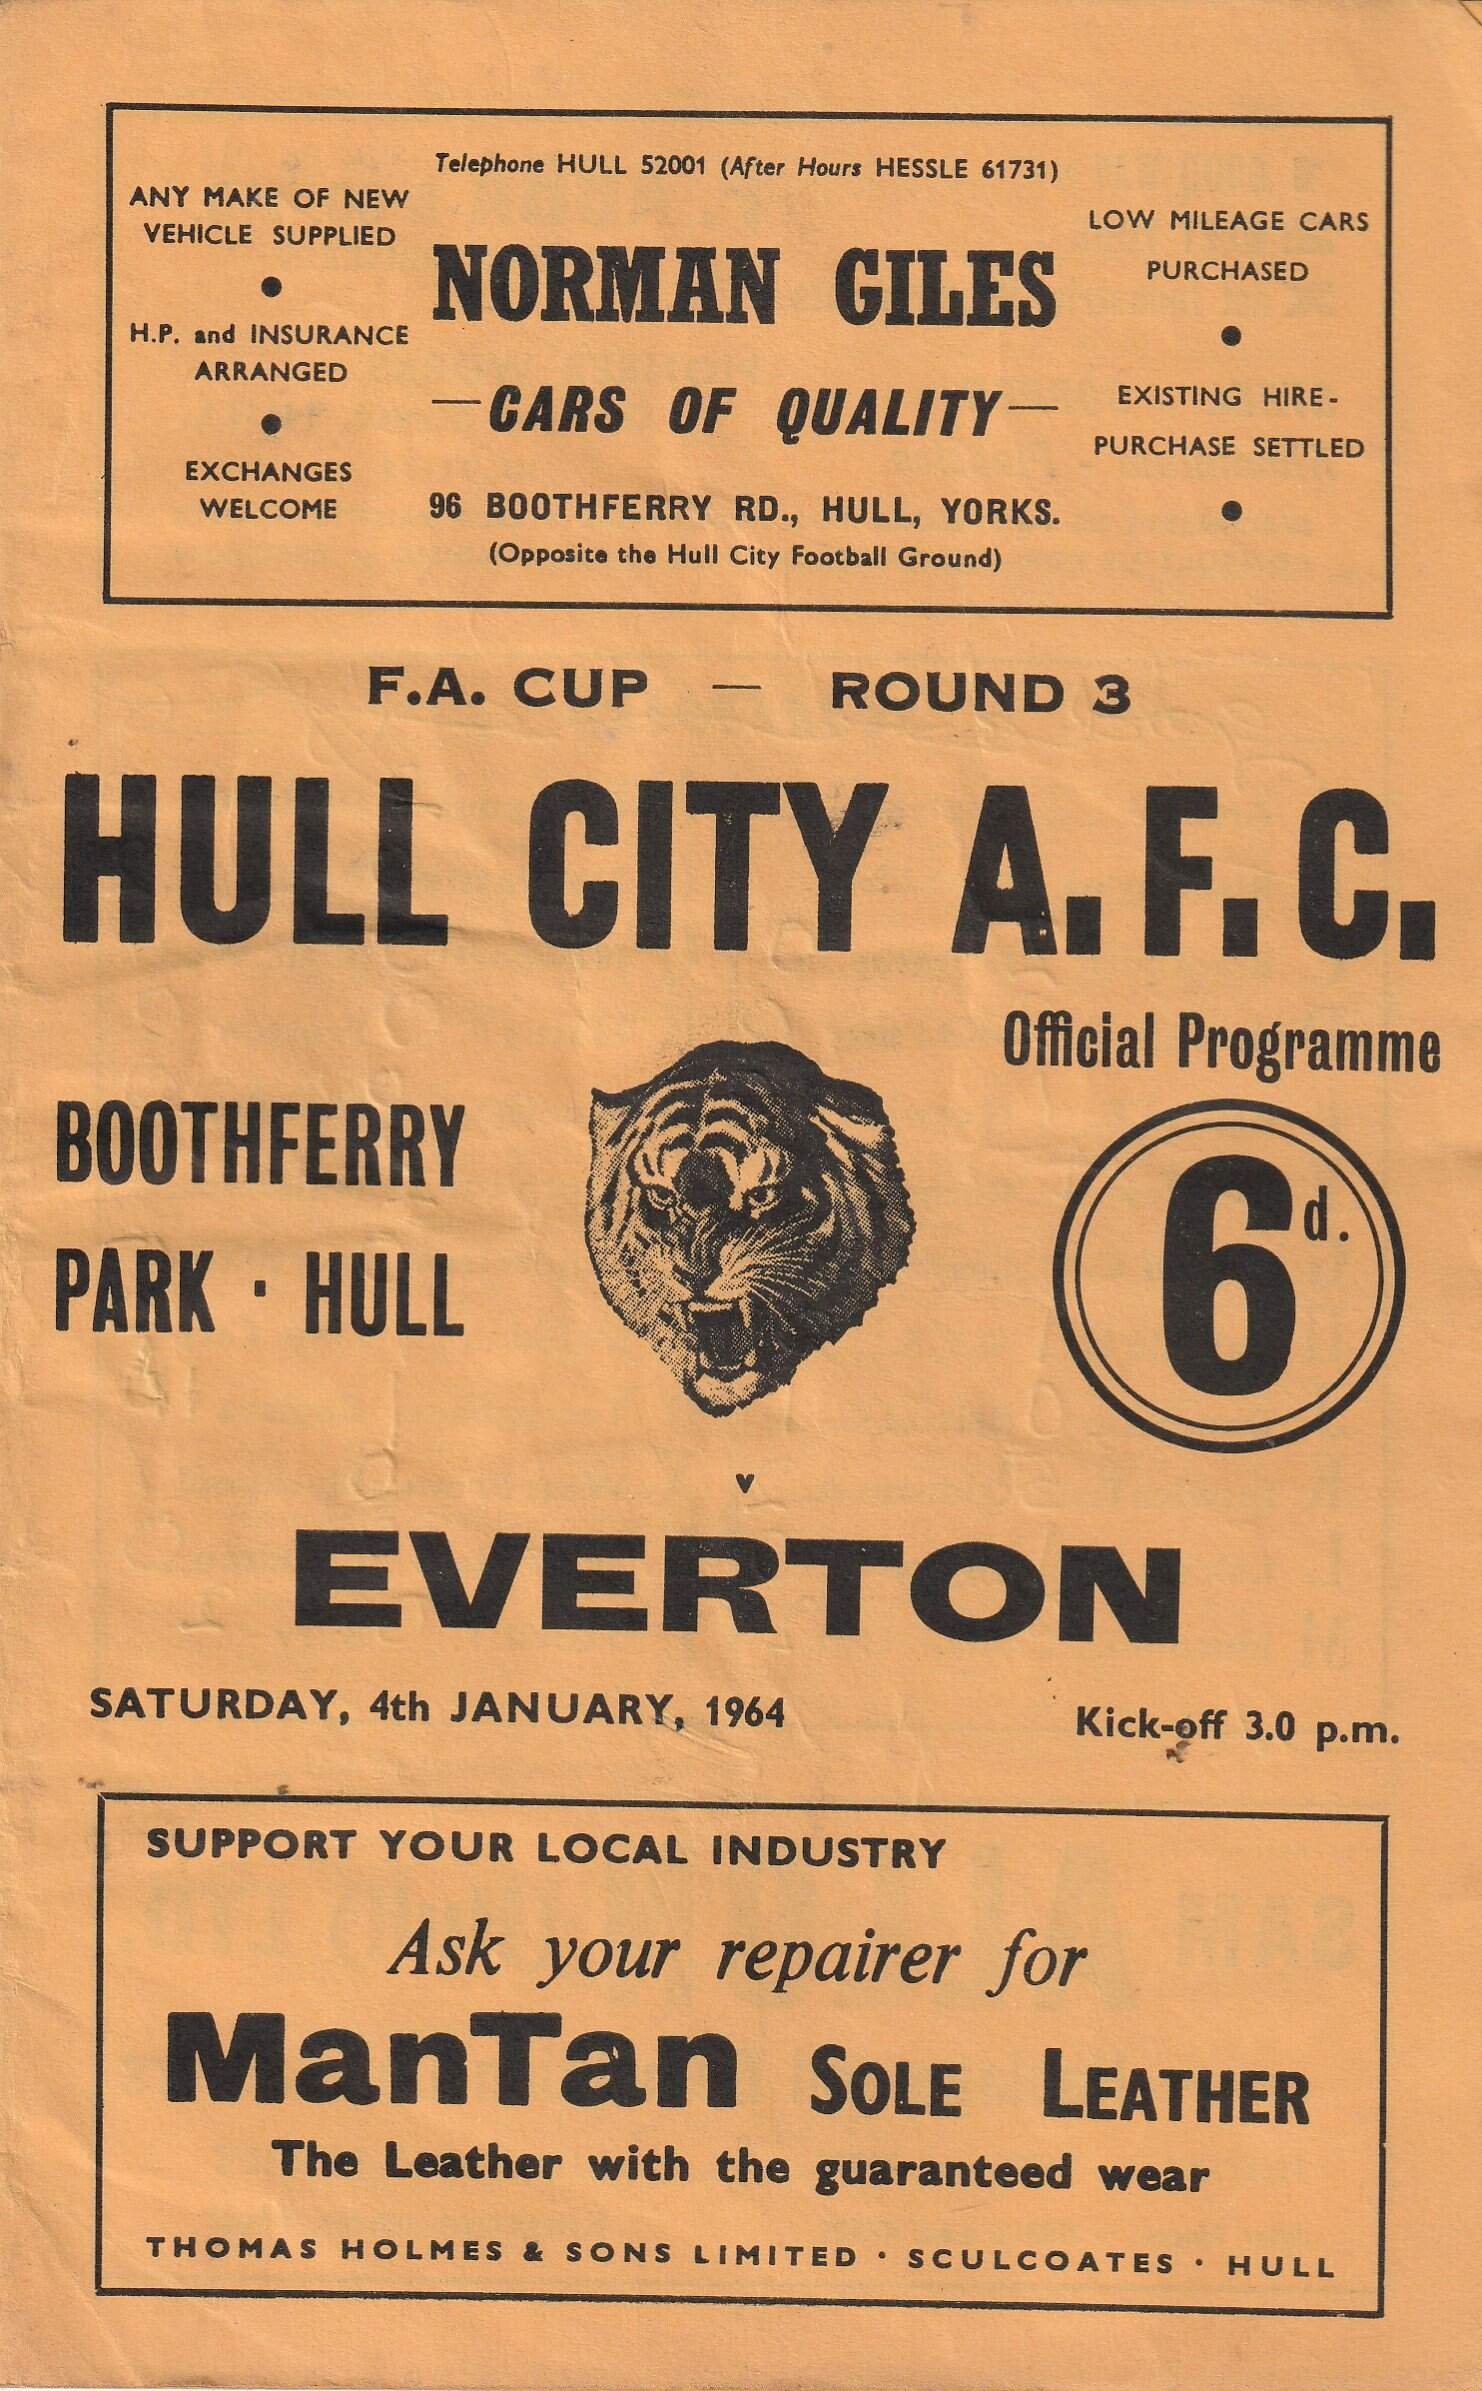 Telephone HULL 52001 (After Hours HESSLE 61731)
ANY MAKE OF NEW
VEHICLE SUPPLIED
●
H.P. and INSURANCE
ARRANGED
●
EXCHANGES
WELCOME
NORMAN GILES
—CARS OF QUALITY—
96 BOOTHFERRY RD., HULL, YORKS.
(Opposite the Hull City Football Ground)
LOW MILEAGE CARS
PURCHASED
●
EXISTING HIRE-
PURCHASE SETTLED
●
F.A. CUP — ROUND 3
HULL CITY A.F.C.
Official Programme
BOOTHFERRY
PARK · HULL
6d.
v
EVERTON
SATURDAY, 4th JANUARY, 1964
Kick-off 3.0 p.m.
SUPPORT YOUR LOCAL INDUSTRY
Ask your repairer for
ManTan SOLE LEATHER
The Leather with the guaranteed wear
THOMAS HOLMES & SONS LIMITED · SCULCOATES · HULL